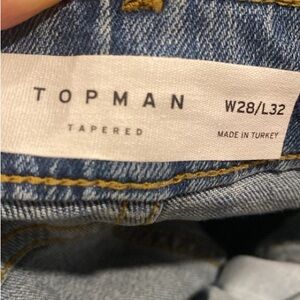 TOPMAN
TAPERED
W28/L32
MADE IN TURKEY